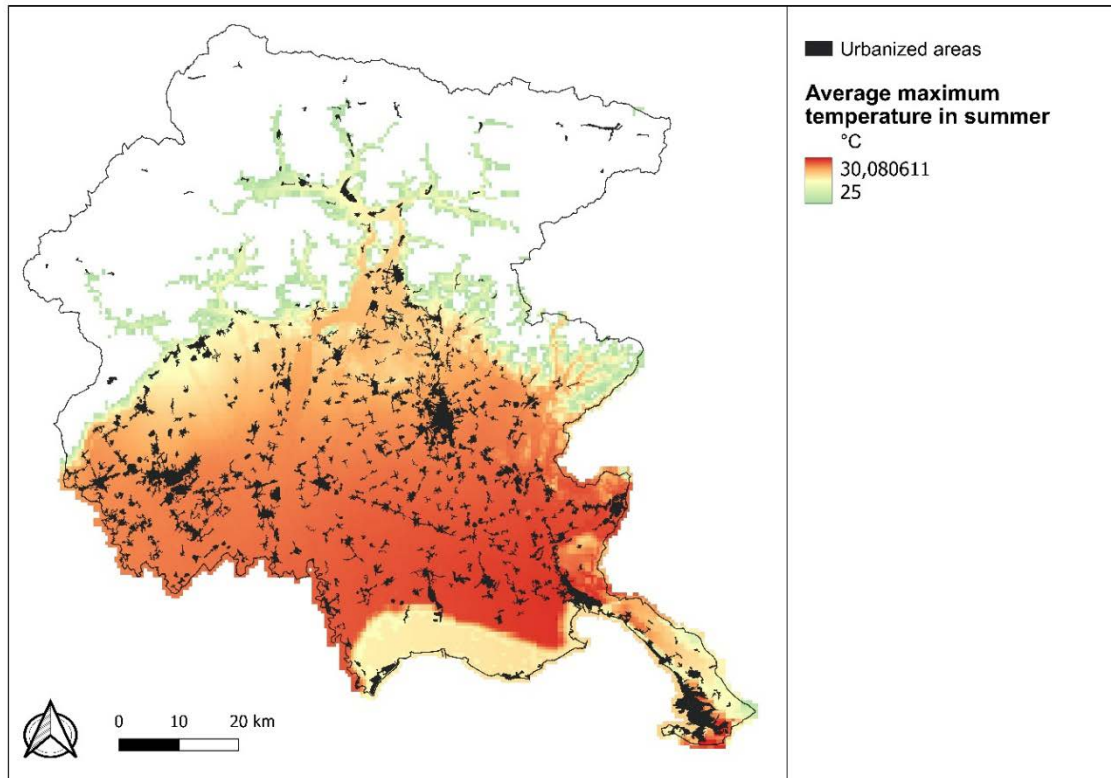 Urbanized areas
Average maximum
temperature in summer
°C
30,080611
25
0 10 20 km